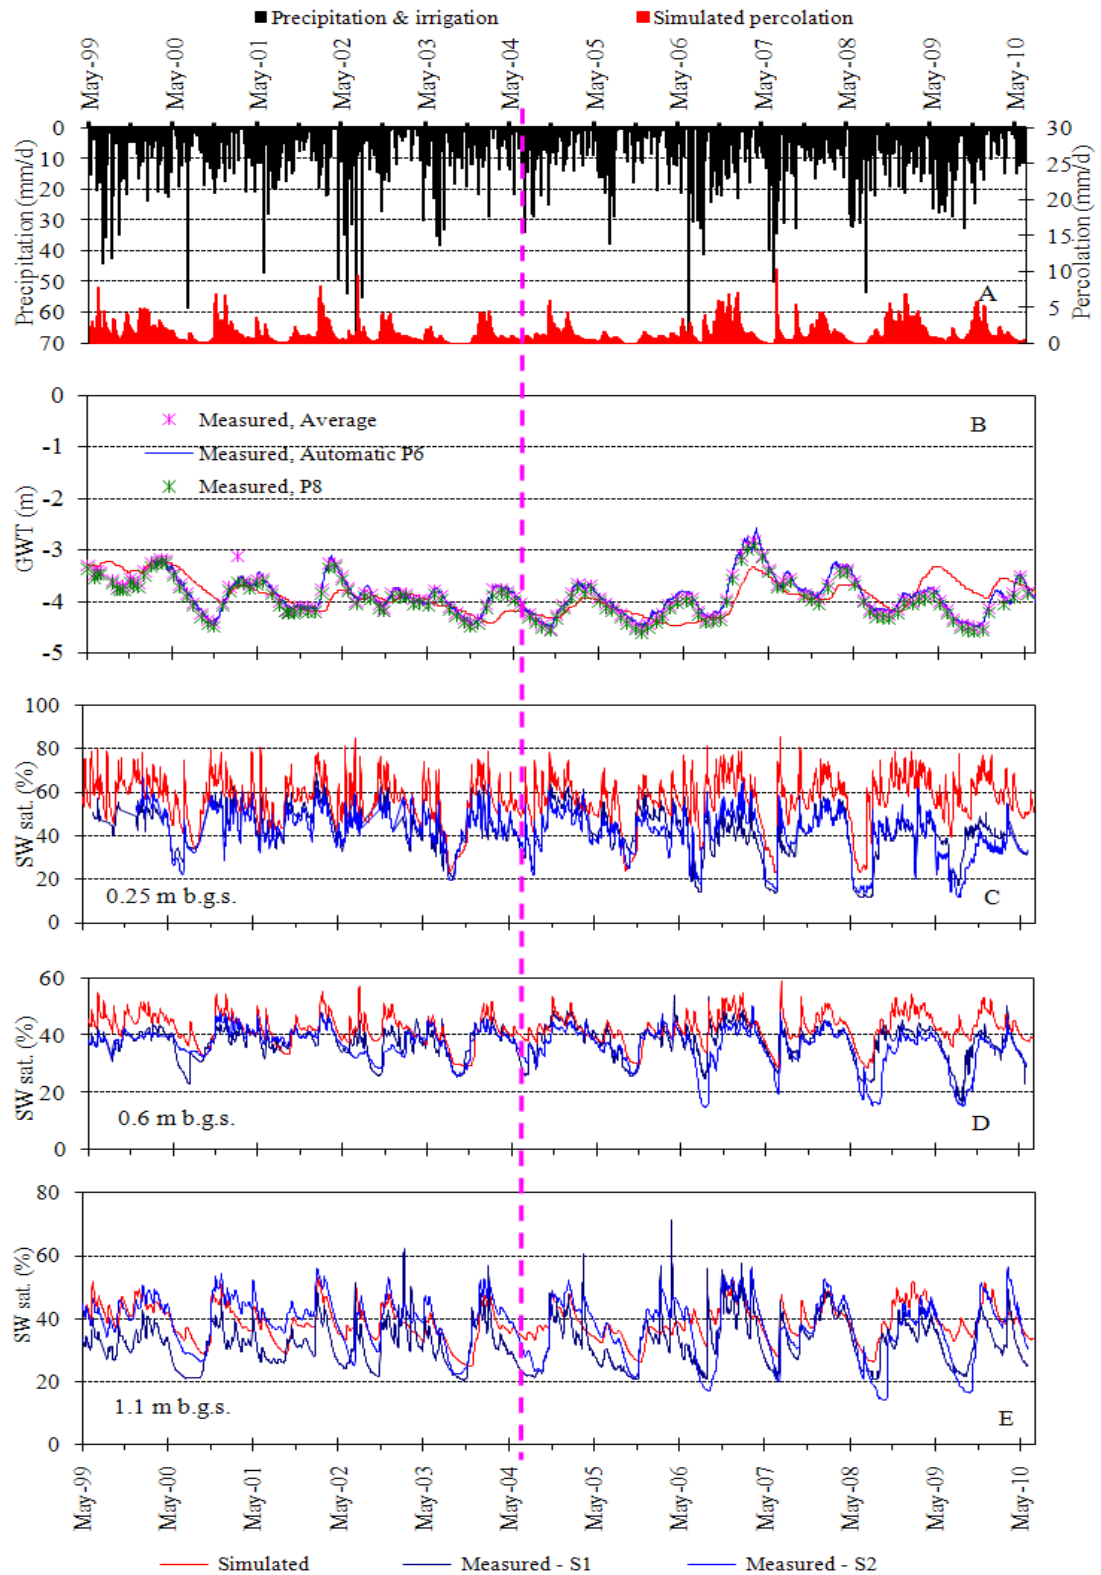 Precipitation & irrigation Simulated percolation
May-99 May-00 May-01 May-02 May-03 May-04 May-05 May-06 May-07 May-08 May-09 May-10
Precipitation (mm/d)
0
10
20
30
40
50
60
70
30
25
20
15
10
5
0
Percolation (mm/d)
A
GWT (m)
0
-1
-2
-3
-4
-5
Measured, Average
Measured, Automatic P6
Measured, P8
B
SW sat. (%)
100
80
60
40
20
0
0.25 m b.g.s.
C
SW sat. (%)
60
40
20
0
0.6 m b.g.s.
D
SW sat. (%)
80
60
40
20
0
1.1 m b.g.s.
E
May-99 May-00 May-01 May-02 May-03 May-04 May-05 May-06 May-07 May-08 May-09 May-10
Simulated Measured - S1 Measured - S2